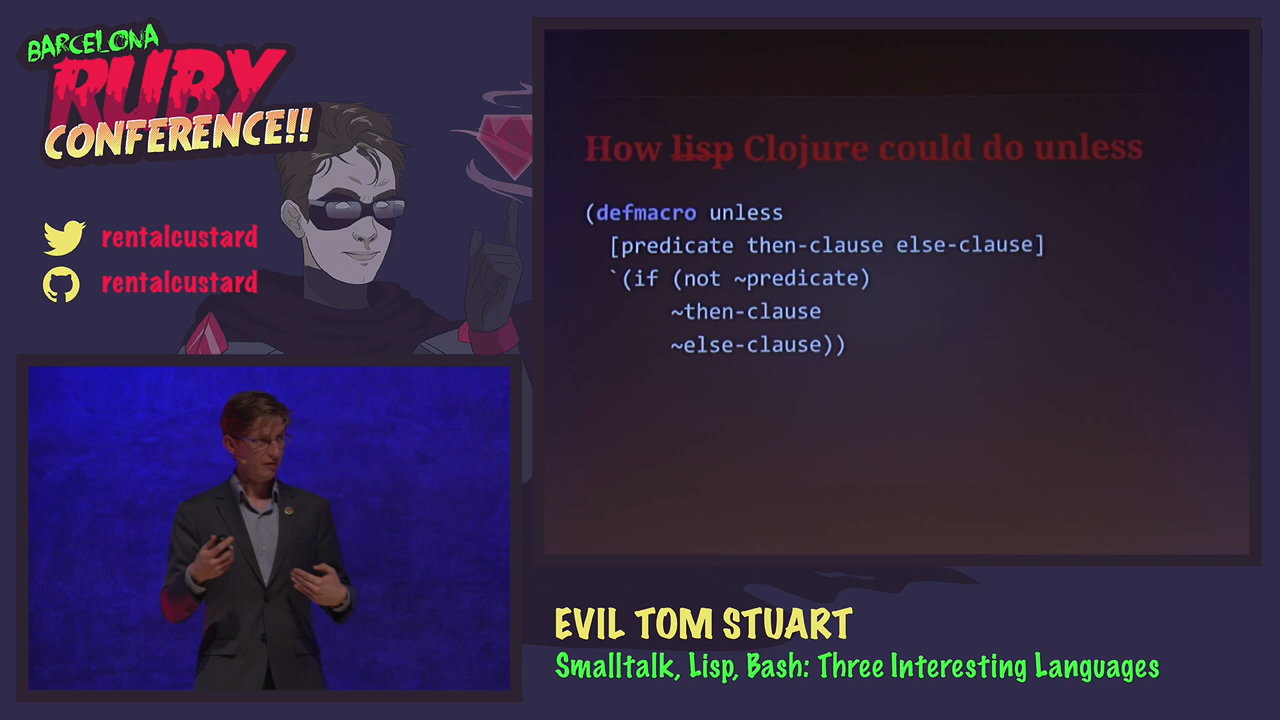 BARCELONA
RUBY
CONFERENCE!!
rentalcustard
rentalcustard
How lisp Clojure could do unless
(defmacro unless
[predicate then-clause else-clause]
`(if (not ~predicate)
~then-clause
~else-clause))
EVIL TOM STUART
Smalltalk, Lisp, Bash: Three Interesting Languages